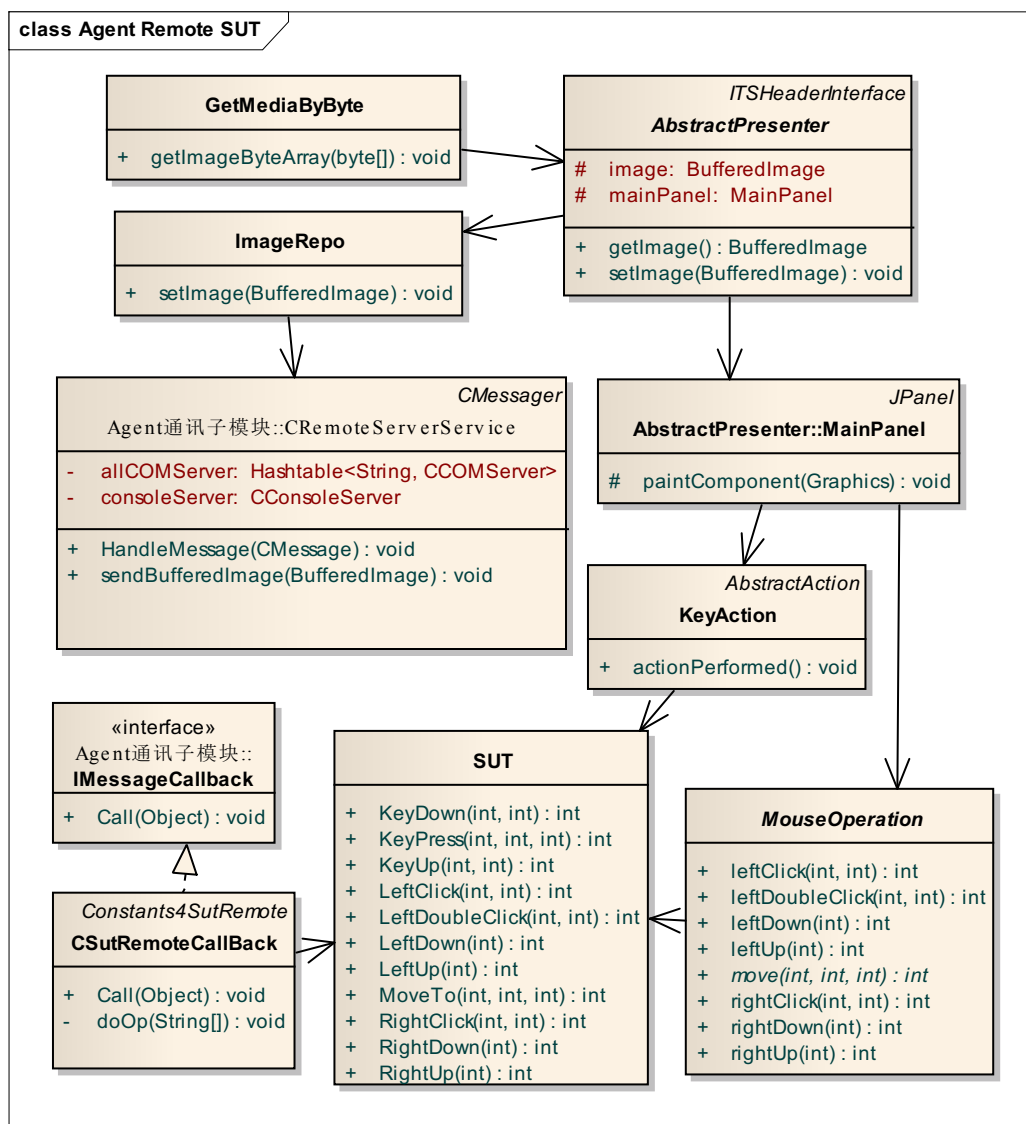 class Agent Remote SUT
GetMediaByByte
+ getImageByteArray(byte[]) : void
ITSHeaderInterface
AbstractPresenter
# image: BufferedImage
# mainPanel: MainPanel
+ getImage() : BufferedImage
+ setImage(BufferedImage) : void
ImageRepo
+ setImage(BufferedImage) : void
CMessager
Agent通讯子模块::CRemoteServerService
- allCOMServer: Hashtable<String, CCOMServer>
- consoleServer: CConsoleServer
+ HandleMessage(CMessage) : void
+ sendBufferedImage(BufferedImage) : void
JPanel
AbstractPresenter::MainPanel
# paintComponent(Graphics) : void
AbstractAction
KeyAction
+ actionPerformed() : void
«interface»
Agent通讯子模块::
IMessageCallback
+ Call(Object) : void
Constants4SutRemote
CSutRemoteCallBack
+ Call(Object) : void
- doOp(String[]) : void
SUT
+ KeyDown(int, int) : int
+ KeyPress(int, int, int) : int
+ KeyUp(int, int) : int
+ LeftClick(int, int) : int
+ LeftDoubleClick(int, int) : int
+ LeftDown(int) : int
+ LeftUp(int) : int
+ MoveTo(int, int, int) : int
+ RightClick(int, int) : int
+ RightDown(int) : int
+ RightUp(int) : int
MouseOperation
+ leftClick(int, int) : int
+ leftDoubleClick(int, int) : int
+ leftDown(int) : int
+ leftUp(int) : int
+ move(int, int, int) : int
+ rightClick(int, int) : int
+ rightDown(int) : int
+ rightUp(int) : int